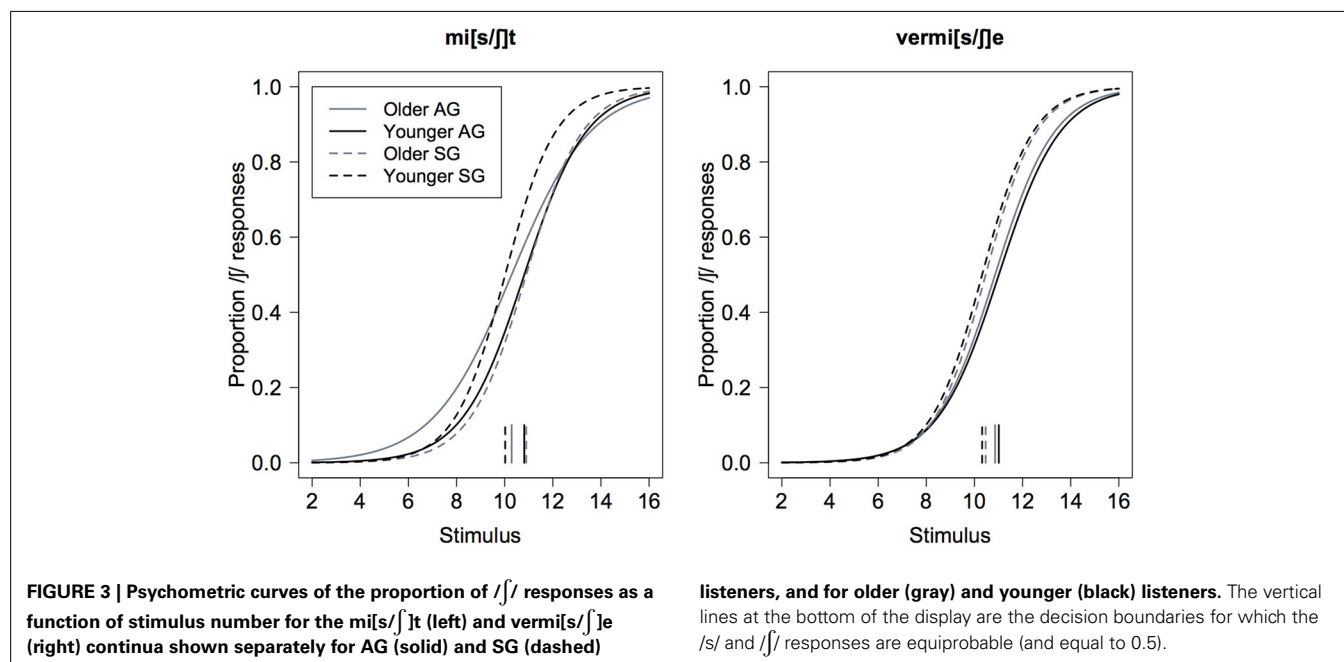 mi[s/ʃ]t
Proportion /ʃ/ responses
1.0
0.8
0.6
0.4
0.2
0.0
Older AG
Younger AG
Older SG
Younger SG
2 4 6 8 10 12 14 16
Stimulus
vermi[s/ʃ]e
Proportion /ʃ/ responses
1.0
0.8
0.6
0.4
0.2
0.0
2 4 6 8 10 12 14 16
Stimulus
FIGURE 3 | Psychometric curves of the proportion of /ʃ/ responses as a
function of stimulus number for the mi[s/ʃ]t (left) and vermi[s/ʃ]e
(right) continua shown separately for AG (solid) and SG (dashed)
listeners, and for older (gray) and younger (black) listeners. The vertical
lines at the bottom of the display are the decision boundaries for which the
/s/ and /ʃ/ responses are equiprobable (and equal to 0.5).